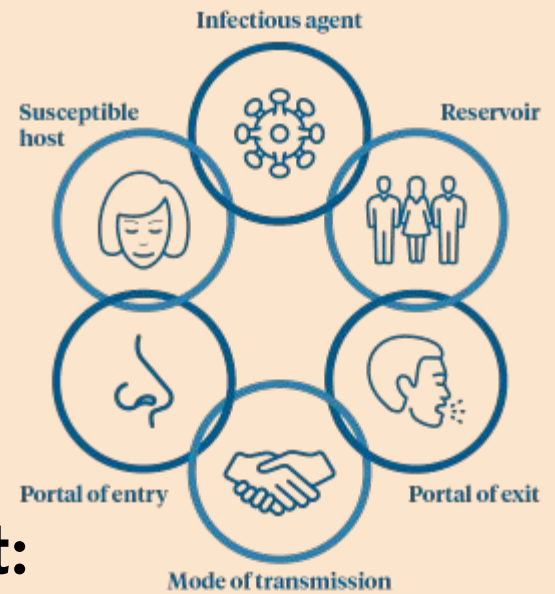 Infectious agent
Susceptible
host
Reservoir
Portal of entry
Portal of exit
t:
Mode of transmission